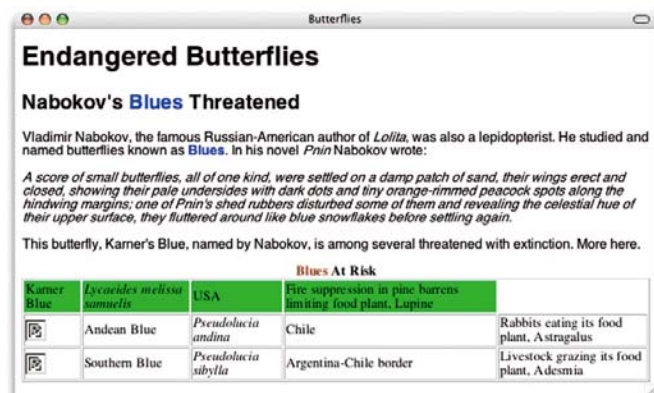 Butterflies
Endangered Butterflies
Nabokov's Blues Threatened
Vladimir Nabokov, the famous Russian-American author of Lolita, was also a lepidopterist. He studied and
named butterflies known as Blues. In his novel Pnin Nabokov wrote:
A score of small butterflies, all of one kind, were settled on a damp patch of sand, their wings erect and
closed, showing their pale undersides with dark dots and tiny orange-rimmed peacock spots along the
hindwing margins; one of Pnin's shed rubbers disturbed some of them and revealing the celestial hue of
their upper surface, they fluttered around like blue snowflakes before settling again.
This butterfly, Karner's Blue, named by Nabokov, is among several threatened with extinction. More here.
Blues At Risk
Karner Lycaeides melissa USA Fire suppression in pine barrens
Blue samuelis limiting food plant, Lupine
Andean Blue Pseudolucia Chile Rabbits eating its food
andina plant, Astragalus
Southern Blue Pseudolucia Argentina-Chile border Livestock grazing its food
sibylla plant, Adesmia